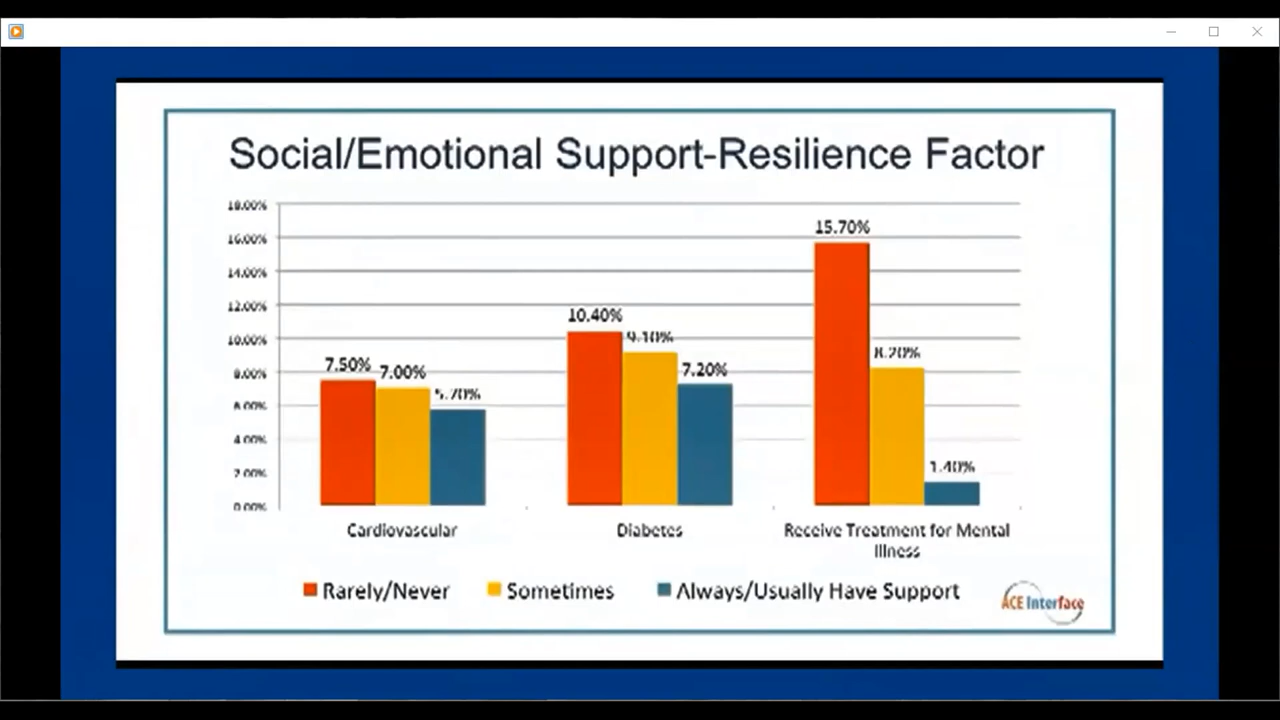 Social/Emotional Support-Resilience Factor
18.00%
16.00%
14.00%
12.00%
10.00%
8.00%
6.00%
4.00%
2.00%
0.00%
7.50%
7.00%
5.70%
10.40%
9.10%
7.20%
15.70%
8.20%
1.40%
Cardiovascular
Diabetes
Receive Treatment for Mental
Illness
Rarely/Never
Sometimes
Always/Usually Have Support
ACE Interface